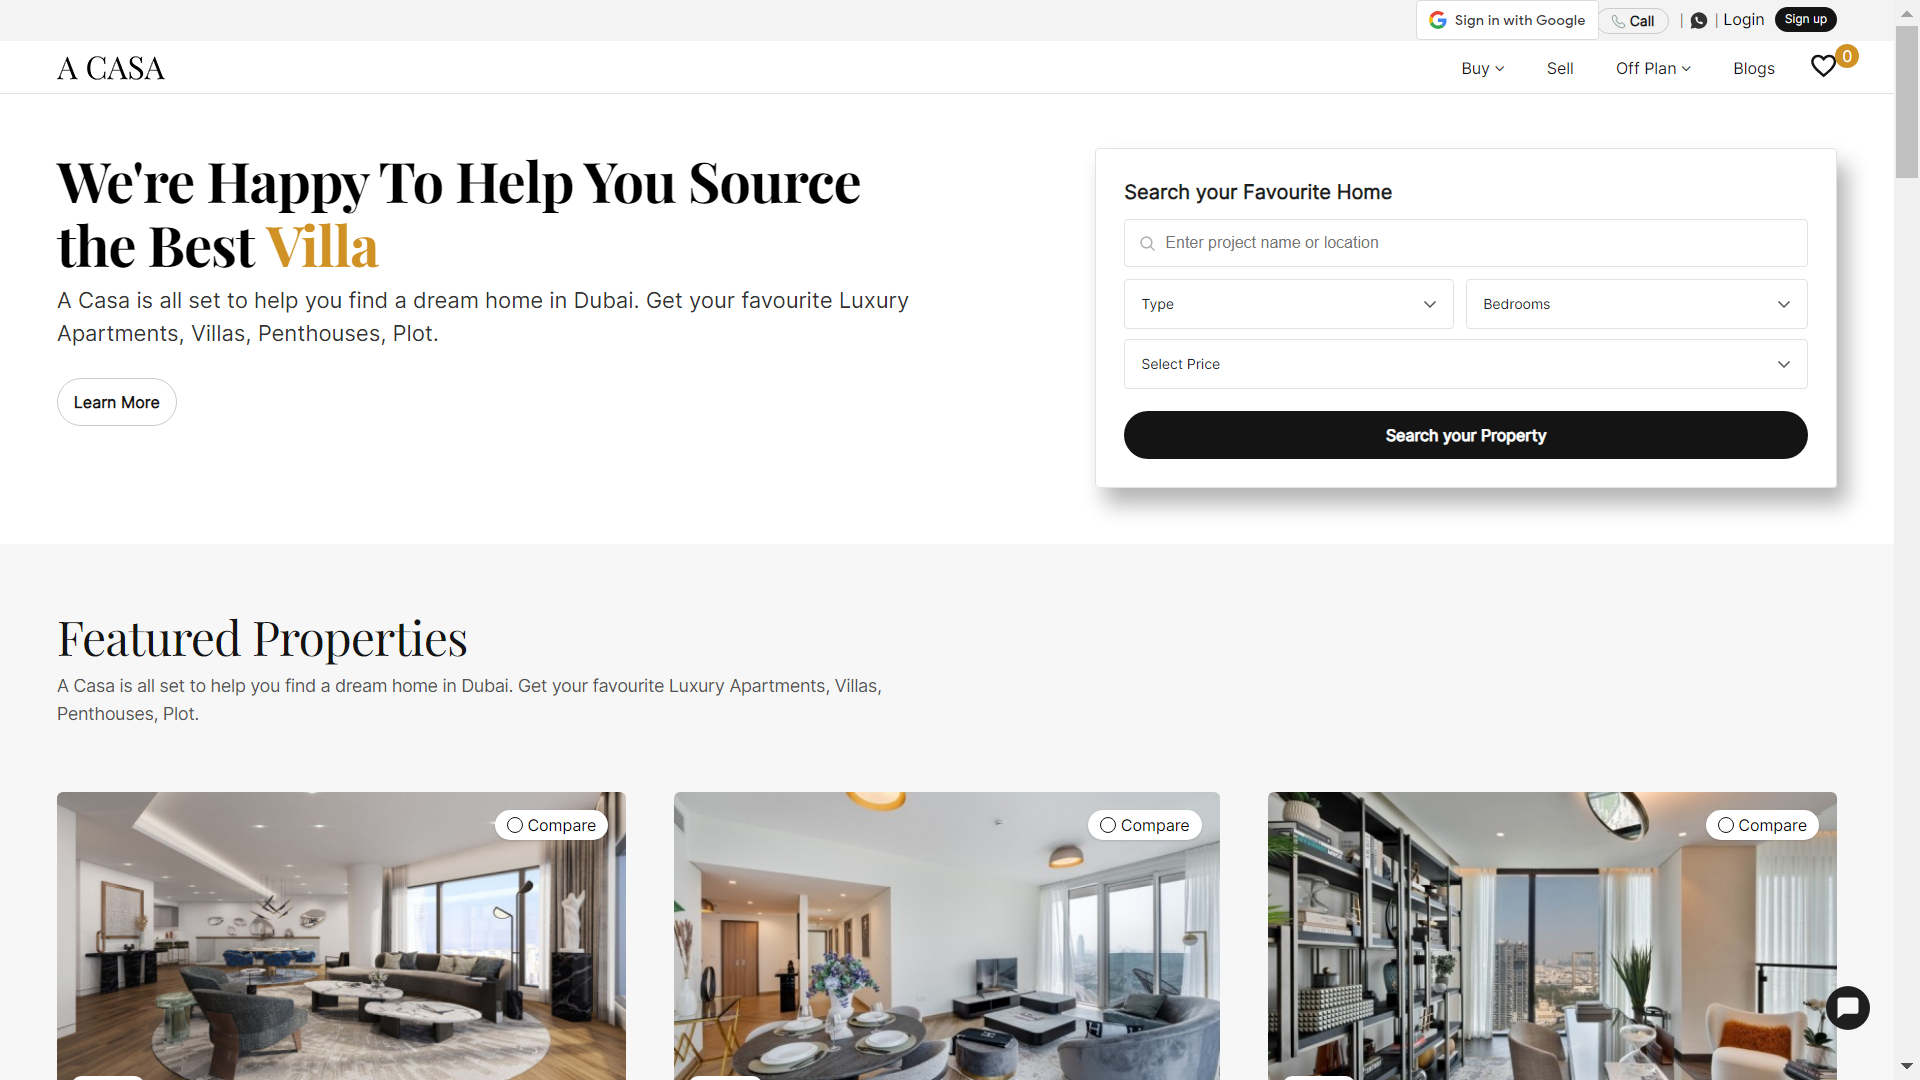 Sign in with Google
Call
| | Login
Sign up
A CASA
Buy
Sell
Off Plan
Blogs
0
We're Happy To Help You Source
the Best Villa
A Casa is all set to help you find a dream home in Dubai. Get your favourite Luxury
Apartments, Villas, Penthouses, Plot.
Learn More
Search your Favourite Home
Enter project name or location
Type
Bedrooms
Select Price
Search your Property
Featured Properties
A Casa is all set to help you find a dream home in Dubai. Get your favourite Luxury Apartments, Villas,
Penthouses, Plot.
Compare
Compare
Compare